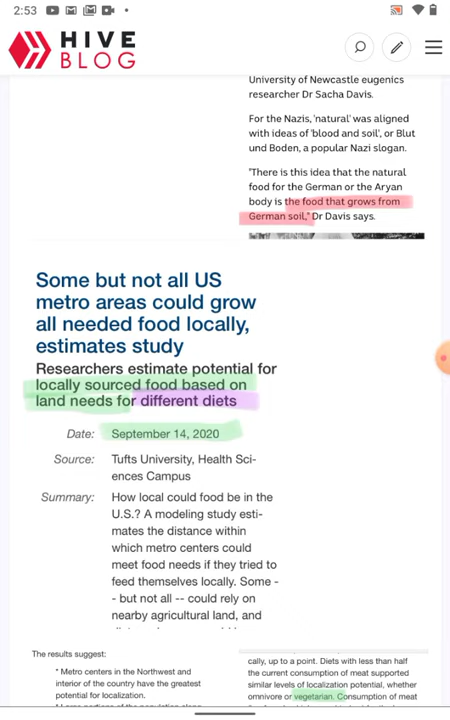 2:53
HIVE
BLOG
University of Newcastle eugenics
researcher Dr Sacha Davis.
For the Nazis, 'natural' was aligned
with ideas of 'blood and soil', or Blut
und Boden, a popular Nazi slogan.
"There is this idea that the natural
food for the German or the Aryan
body is the food that grows from
German soil," Dr Davis says.
Some but not all US
metro areas could grow
all needed food locally,
estimates study
Researchers estimate potential for
locally sourced food based on
land needs for different diets
Date: September 14, 2020
Source: Tufts University, Health Sci-
ences Campus
Summary: How local could food be in the
U.S.? A modeling study esti-
mates the distance within
which metro centers could
meet food needs if they tried to
feed themselves locally. Some -
- but not all -- could rely on
nearby agricultural land, and
The results suggest:
* Metro centers in the Northwest and
interior of the country have the greatest
potential for localization.
cally, up to a point. Diets with less than half
the current consumption of meat supported
similar levels of localization potential, whether
omnivore or vegetarian. Consumption of meat